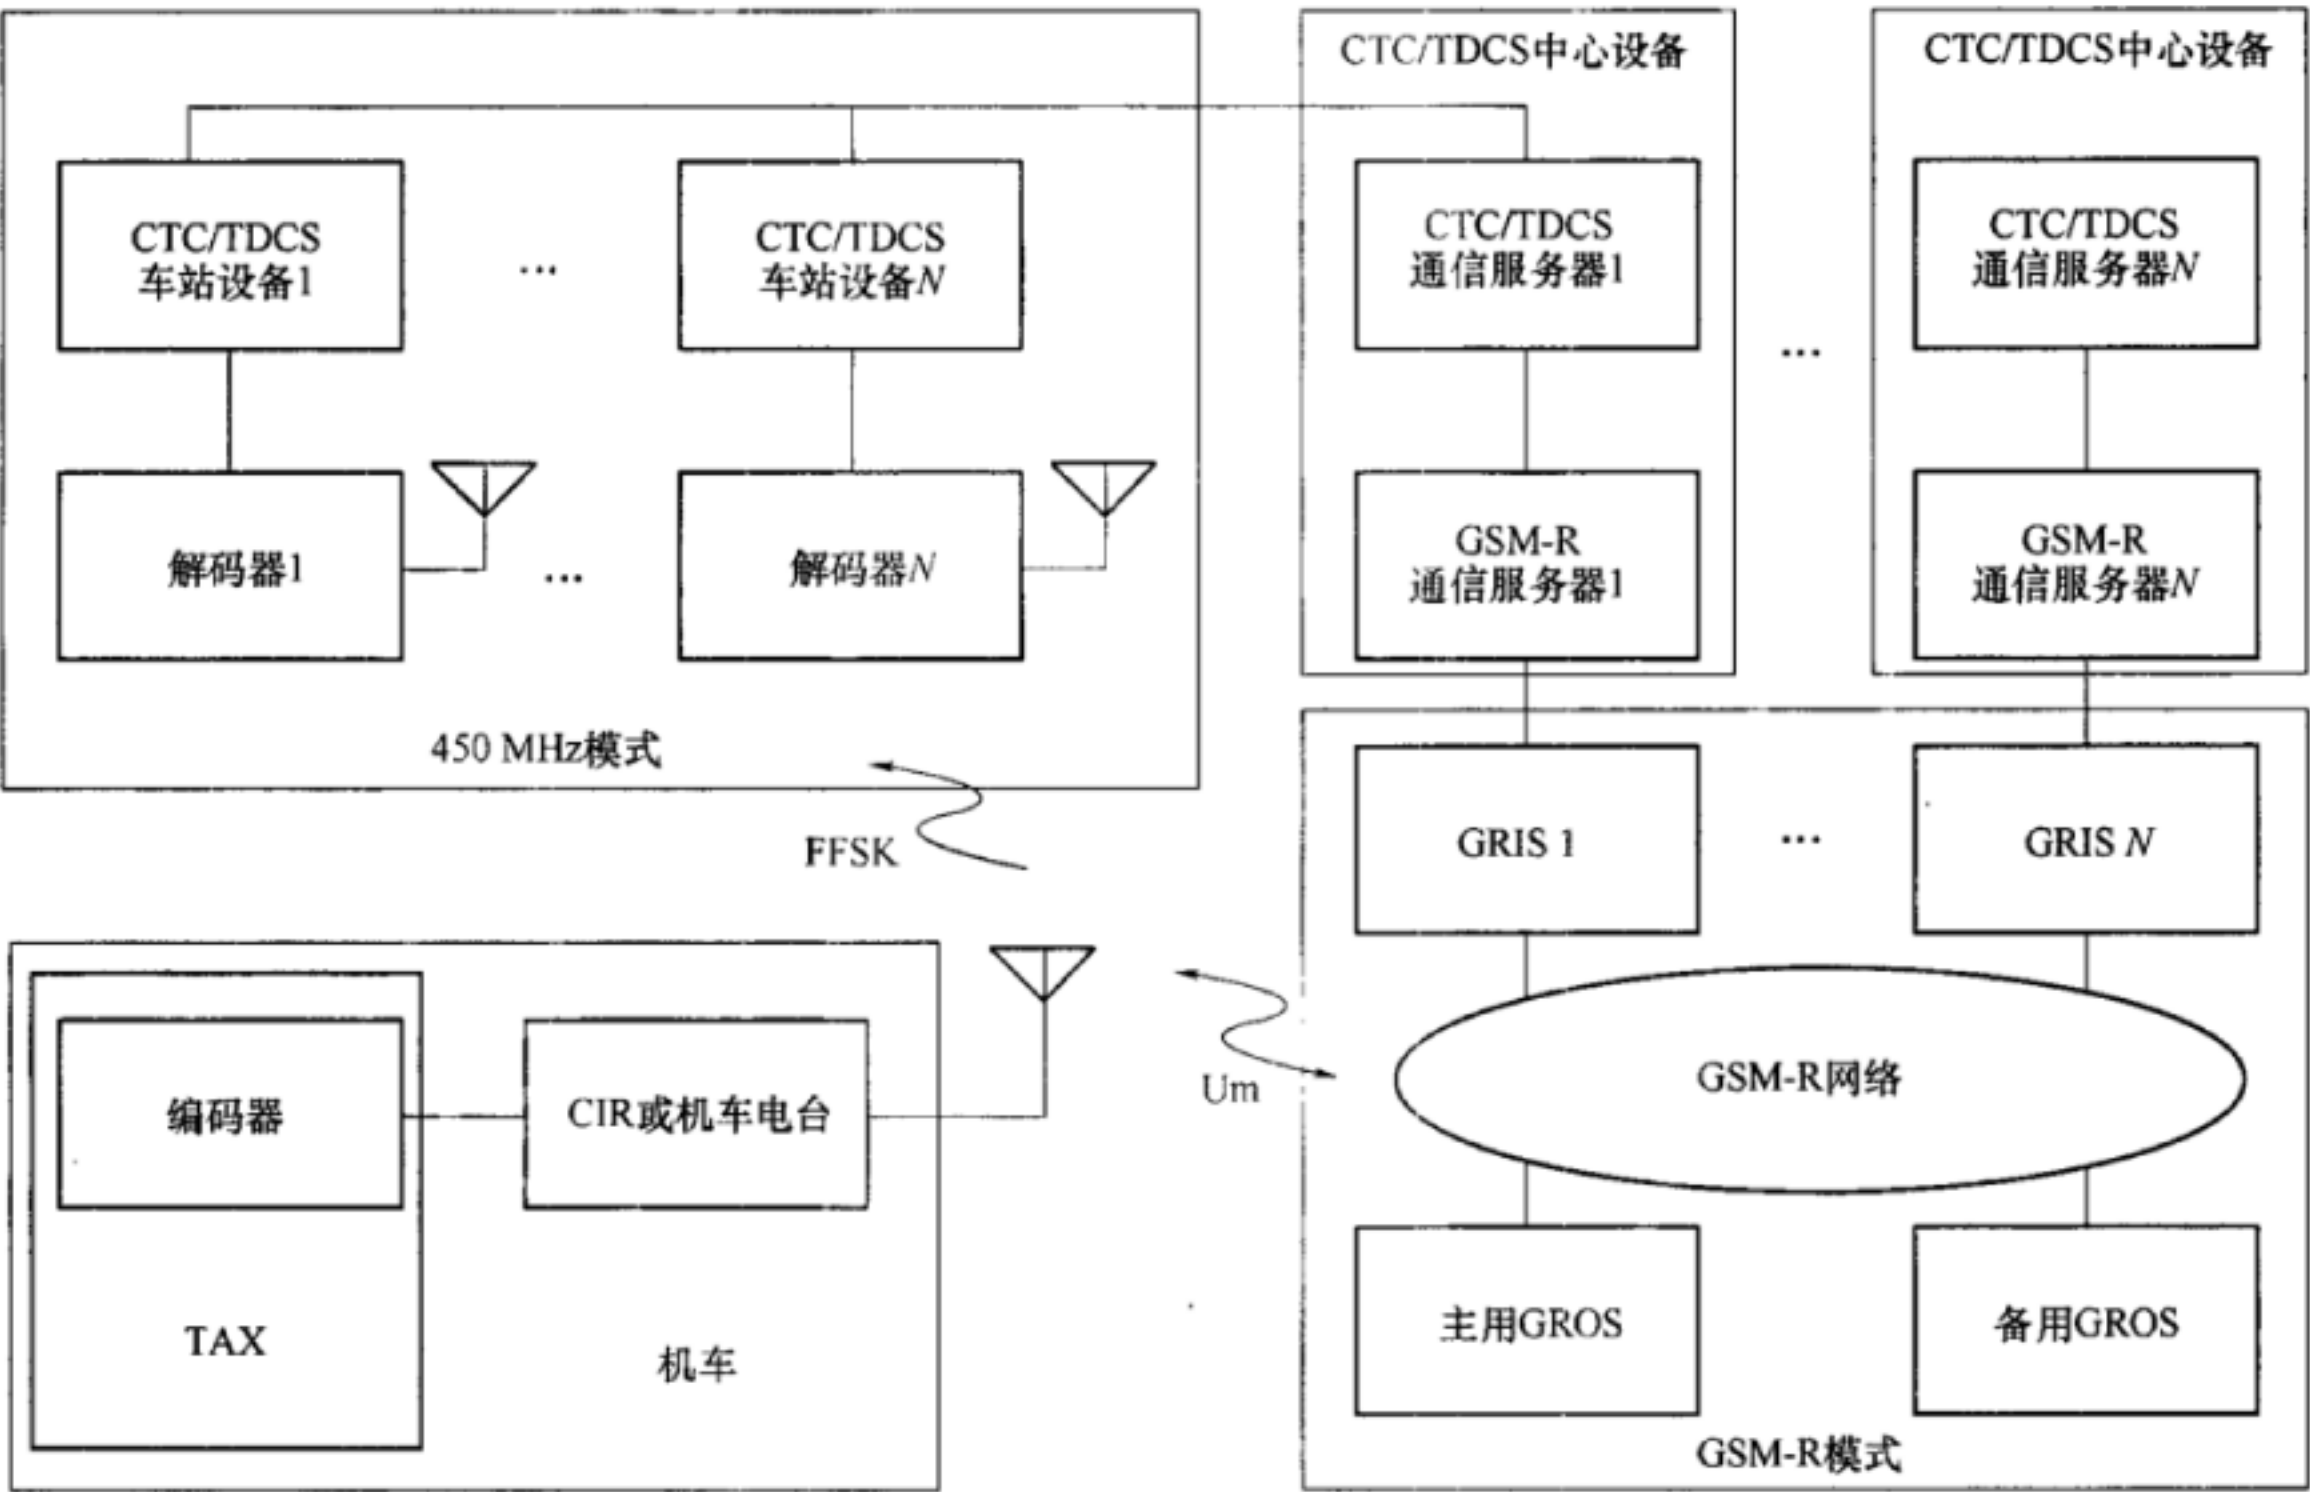 CTC/TDCS中心设备
CTC/TDCS中心设备
CTC/TDCS
车站设备1
...
CTC/TDCS
车站设备N
CTC/TDCS
通信服务器1
...
CTC/TDCS
通信服务器N
解码器1
...
解码器N
GSM-R
通信服务器1
GSM-R
通信服务器N
450 MHz模式
FFSK
GRIS 1
...
GRIS N
编码器
CIR或机车电台
Um
GSM-R网络
TAX
机车
主用GROS
备用GROS
GSM-R模式